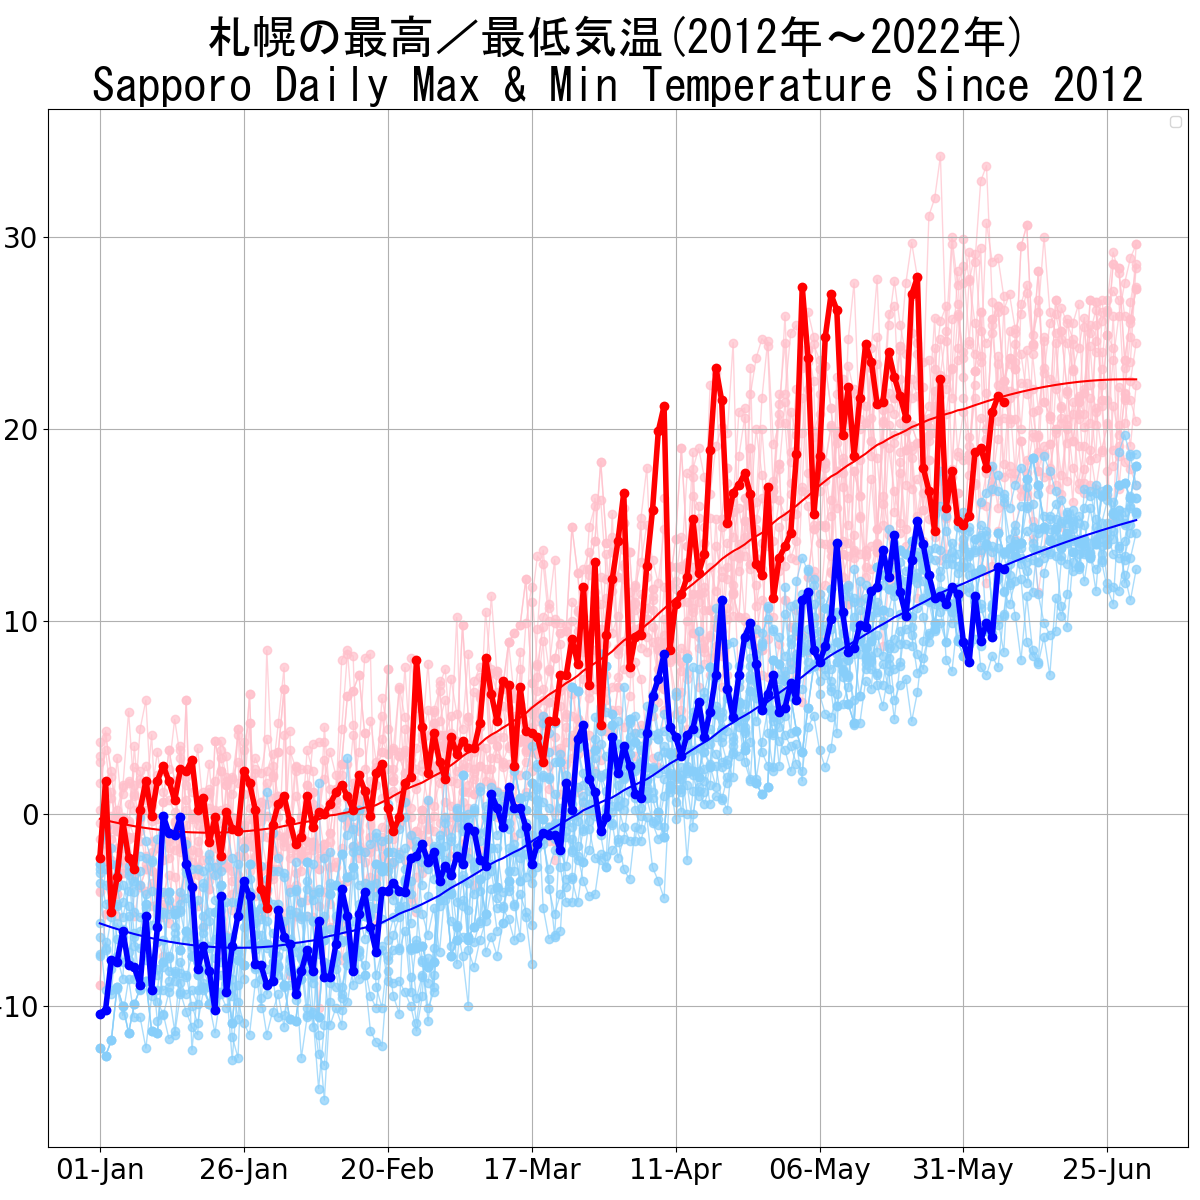 札幌の最高／最低気温(2012年～2022年)
Sapporo Daily Max & Min Temperature Since 2012
30
20
10
0
-10
01-Jan 26-Jan 20-Feb 17-Mar 11-Apr 06-May 31-May 25-Jun